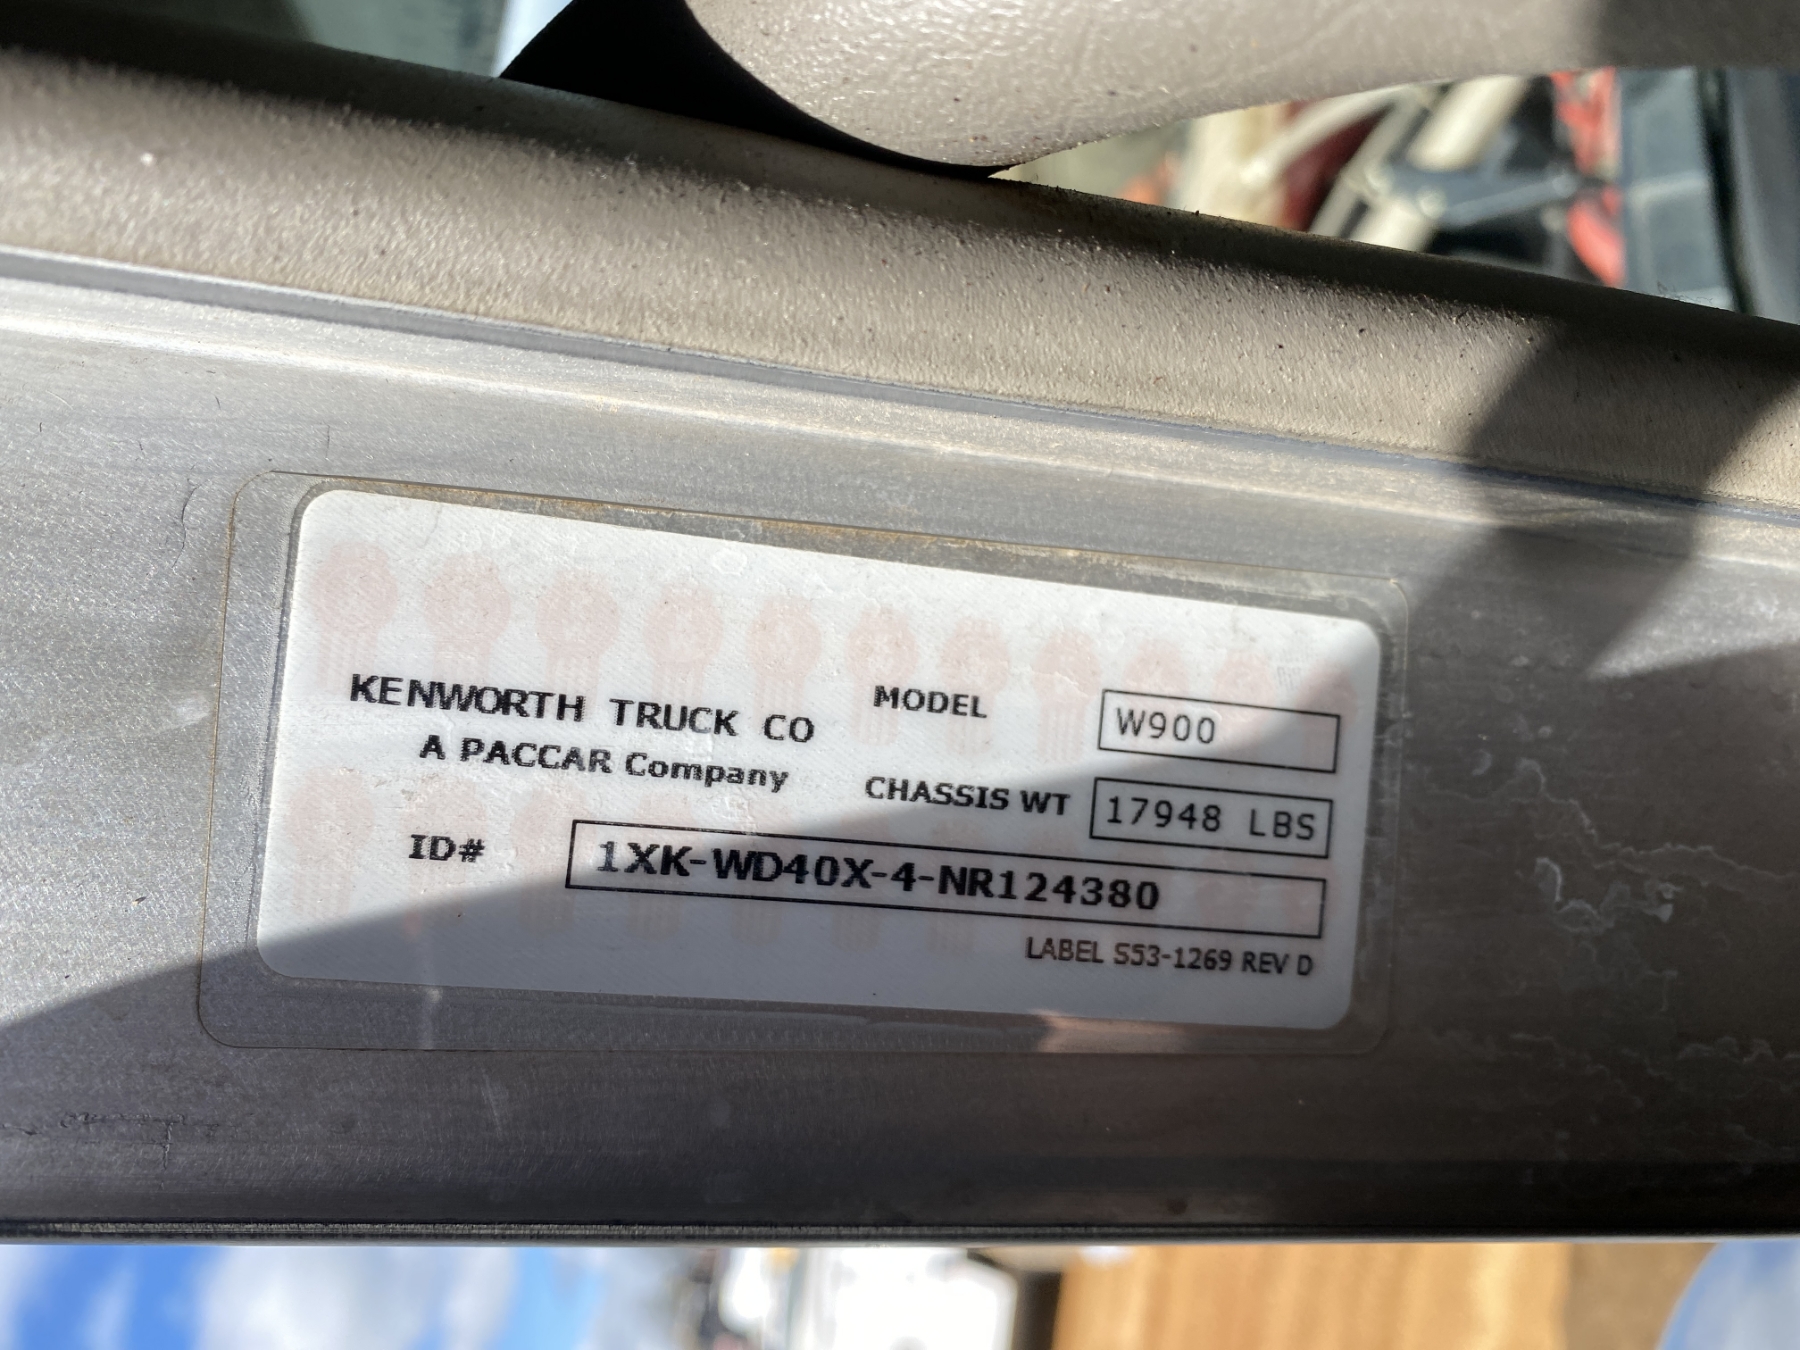 KENWORTH TRUCK CO
A PACCAR Company
MODEL W900
CHASSIS WT 17948 LBS
ID# 1XK-WD40X-4-NR124380
LABEL S53-1269 REV D